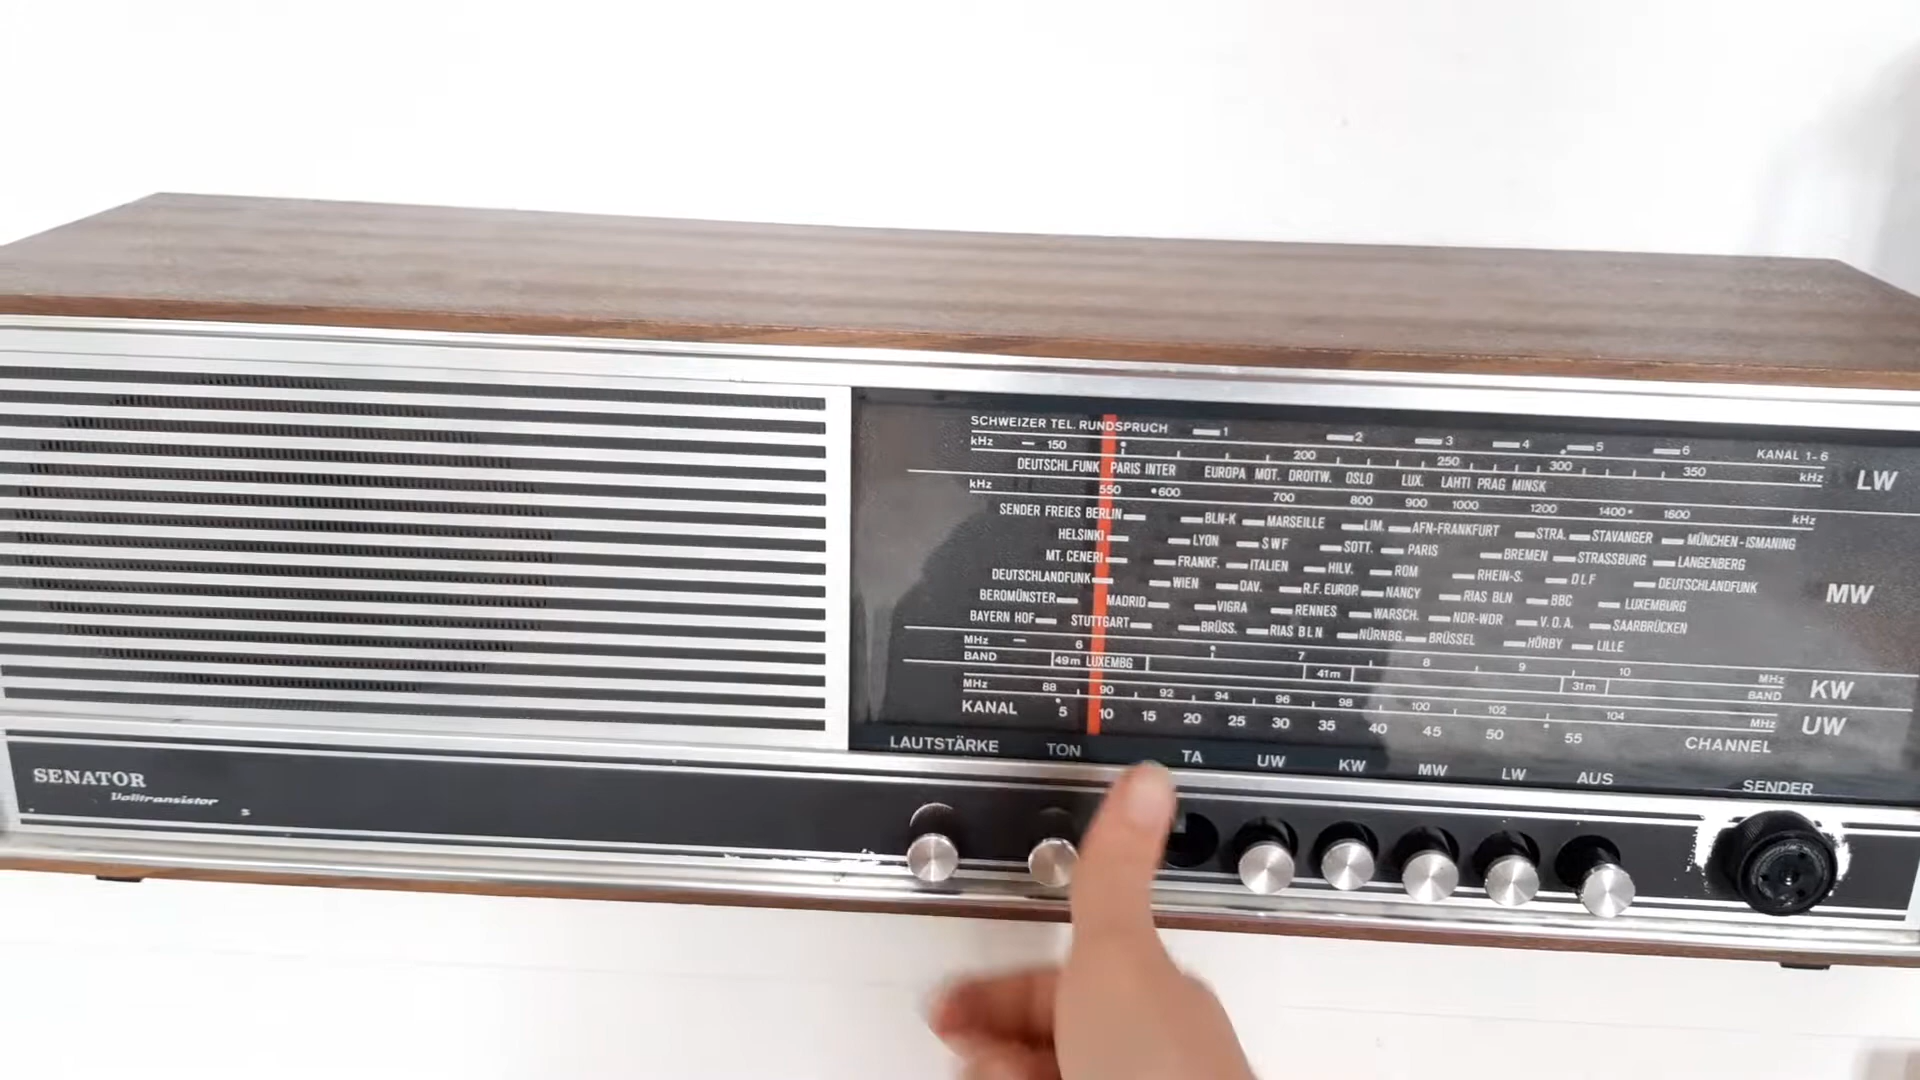 SCHWEIZER TEL. RUNDSPRUCH 1 2 3 4 5 6 KANAL 1-6
kHz 150 200 250 300 350 kHz
DEUTSCHL.FUNK PARIS INTER EUROPA MOT. DROITW. OSLO LUX. LAHTI PRAG MINSK
LW
kHz 550 600 700 800 900 1000 1200 1400 1600 kHz
SENDER FREIES BERLIN BLN-K MARSEILLE LIM. AFN-FRANKFURT STRA. STAVANGER MÜNCHEN-ISMANING
HELSINKI LYON SWF SOTT. PARIS BREMEN STRASSBURG LANGENBERG
MT. CENERI FRANKF. ITALIEN HILV. ROM RHEIN-S. DLF DEUTSCHLANDFUNK
MW
DEUTSCHLANDFUNK WIEN DAV. R.F. EUROP. NANCY RIAS BLN BBC LUXEMBURG
BEROMÜNSTER MADRID VIGRA RENNES WARSCH. NDR-WDR V.O.A. SAARBRÜCKEN
BAYERN HOF STUTTGART BRÜSS. RIAS BLN NÜRNBG. BRÜSSEL HÖRBY LILLE
MHz 6 7 8 9 10 MHz
BAND 49m LUXEMBG 41m 31m BAND
KW
MHz 88 90 92 94 96 98 100 102 104 MHz
KANAL 5 10 15 20 25 30 35 40 45 50 55 CHANNEL
UW
LAUTSTÄRKE TON TA UW KW MW LW AUS SENDER
SENATOR
Volltransistor S